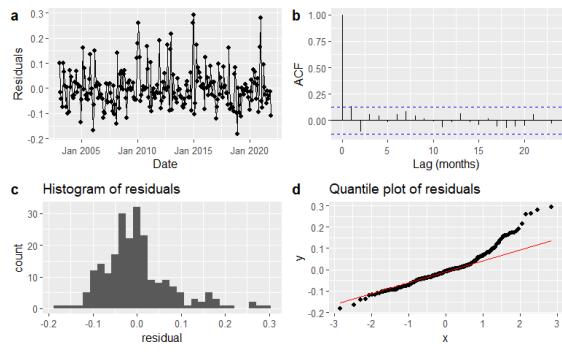 a
0.3
0.2
0.1
0.0
-0.1
-0.2
Residuals
Jan 2005
Jan 2010
Jan 2015
Jan 2020
Date
b
1.00
0.75
0.50
0.25
0.00
ACF
0
5
10
15
20
Lag (months)
c
Histogram of residuals
30
20
10
0
count
-0.2
-0.1
0.0
0.1
0.2
0.3
residual
d
Quantile plot of residuals
0.3
0.2
0.1
0.0
-0.1
-0.2
y
-3
-2
-1
0
1
2
3
x